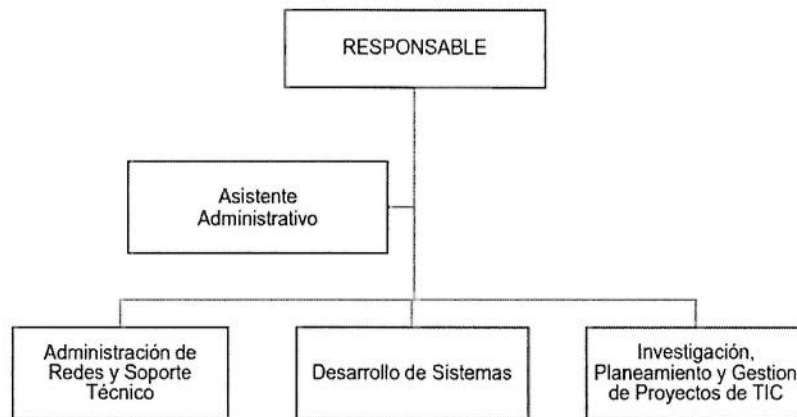 RESPONSABLE
Asistente
Administrativo
Administración de
Redes y Soporte
Técnico
Desarrollo de Sistemas
Investigación,
Planeamiento y Gestion
de Proyectos de TIC